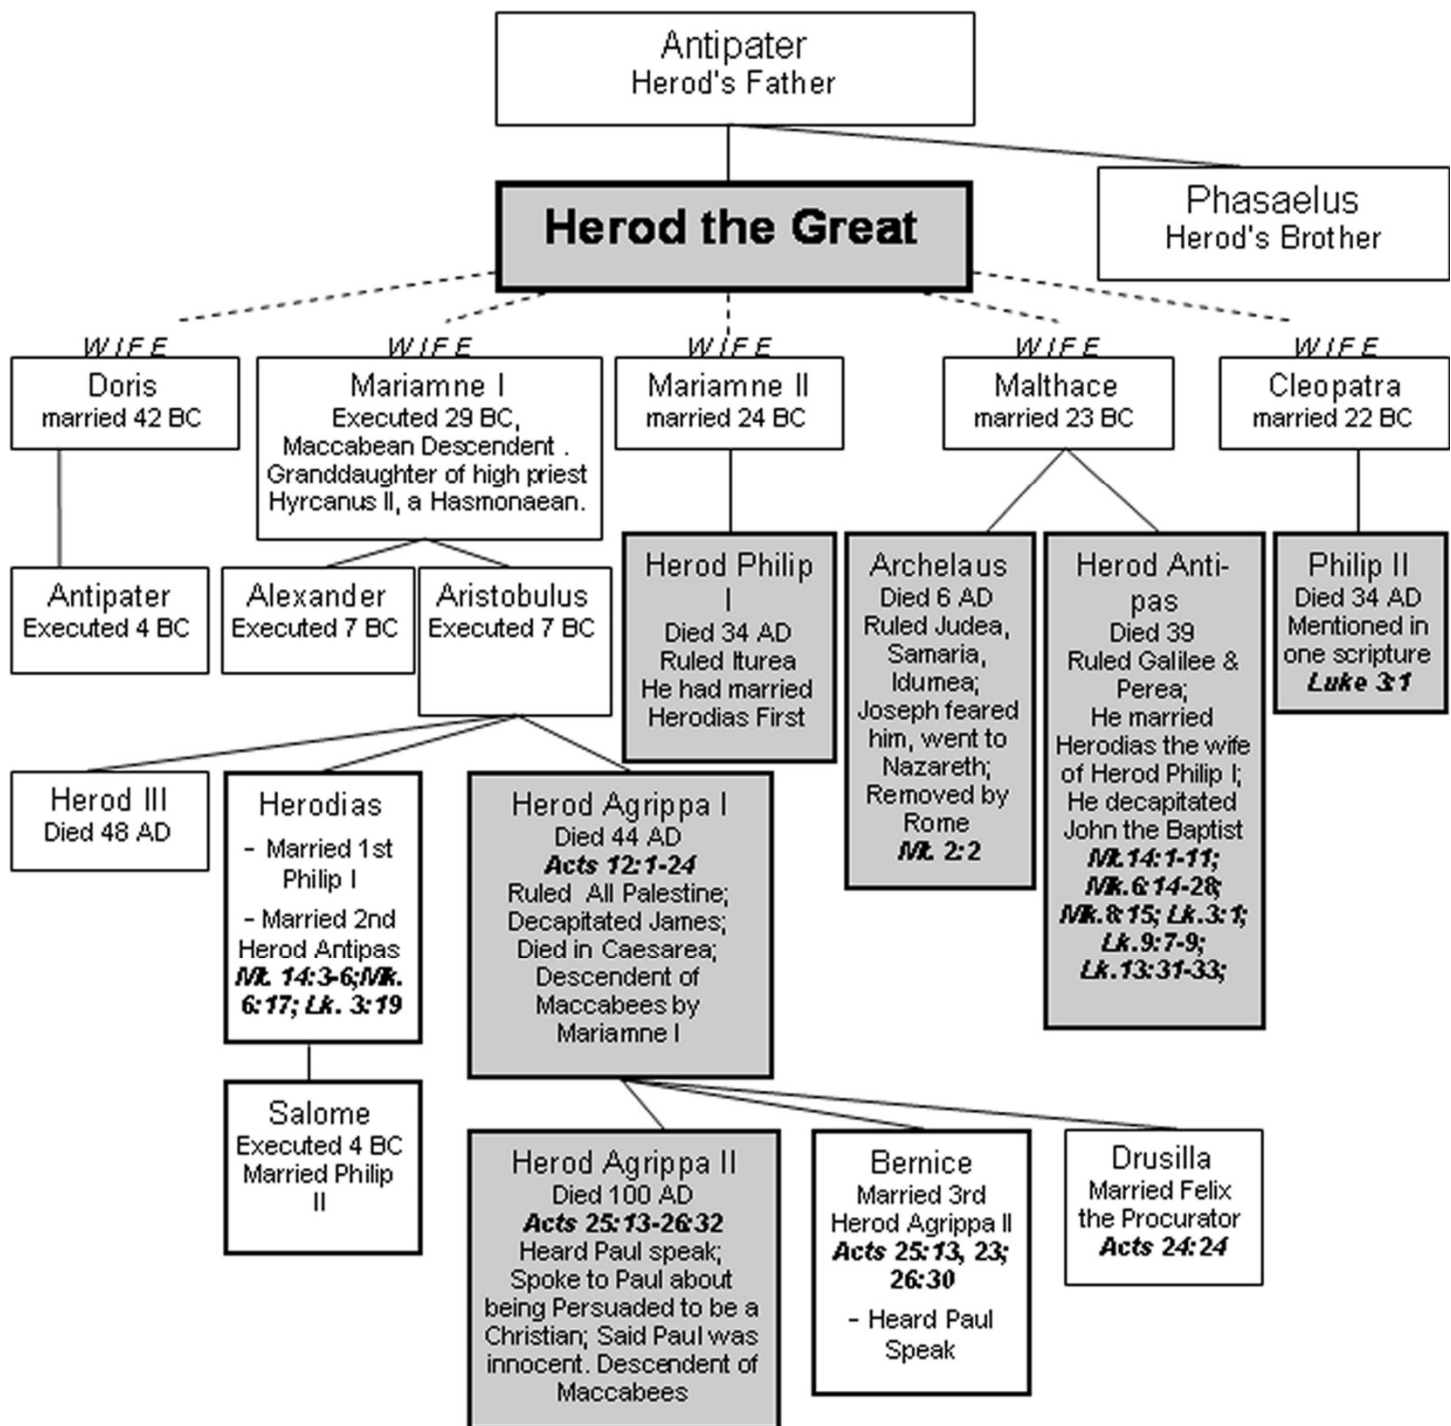 Antipater
Herod's Father
Phasaelus
Herod's Brother
Herod the Great
WIFE
Doris
married 42 BC
WIFE
Mariamne I
Executed 29 BC,
Maccabean Descendent .
Granddaughter of high priest
Hyrcanus II, a Hasmonaean.
WIFE
Mariamne II
married 24 BC
WIFE
Malthace
married 23 BC
WIFE
Cleopatra
married 22 BC
Antipater
Executed 4 BC
Alexander
Executed 7 BC
Aristobulus
Executed 7 BC
Herod Philip
I
Died 34 AD
Ruled Iturea
He had married
Herodias First
Archelaus
Died 6 AD
Ruled Judea,
Samaria,
Idumea;
Joseph feared
him, went to
Nazareth;
Removed by
Rome
Mt. 2:2
Herod Anti-
pas
Died 39
Ruled Galilee &
Perea;
He married
Herodias the wife
of Herod Philip I;
He decapitated
John the Baptist
Mt.14:1-11;
Mk.6:14-28;
Mk.8:15; Lk.3:1;
Lk.9:7-9;
Lk.13:31-33;
Philip II
Died 34 AD
Mentioned in
one scripture
Luke 3:1
Herod III
Died 48 AD
Herodias
- Married 1st
Philip I
- Married 2nd
Herod Antipas
Mt. 14:3-6;Mk.
6:17; Lk. 3:19
Herod Agrippa I
Died 44 AD
Acts 12:1-24
Ruled All Palestine;
Decapitated James;
Died in Caesarea;
Descendent of
Maccabees by
Mariamne I
Salome
Executed 4 BC
Married Philip
II
Herod Agrippa II
Died 100 AD
Acts 25:13-26:32
Heard Paul speak;
Spoke to Paul about
being Persuaded to be a
Christian; Said Paul was
innocent. Descendent of
Maccabees
Bernice
Married 3rd
Herod Agrippa II
Acts 25:13, 23;
26:30
- Heard Paul
Speak
Drusilla
Married Felix
the Procurator
Acts 24:24